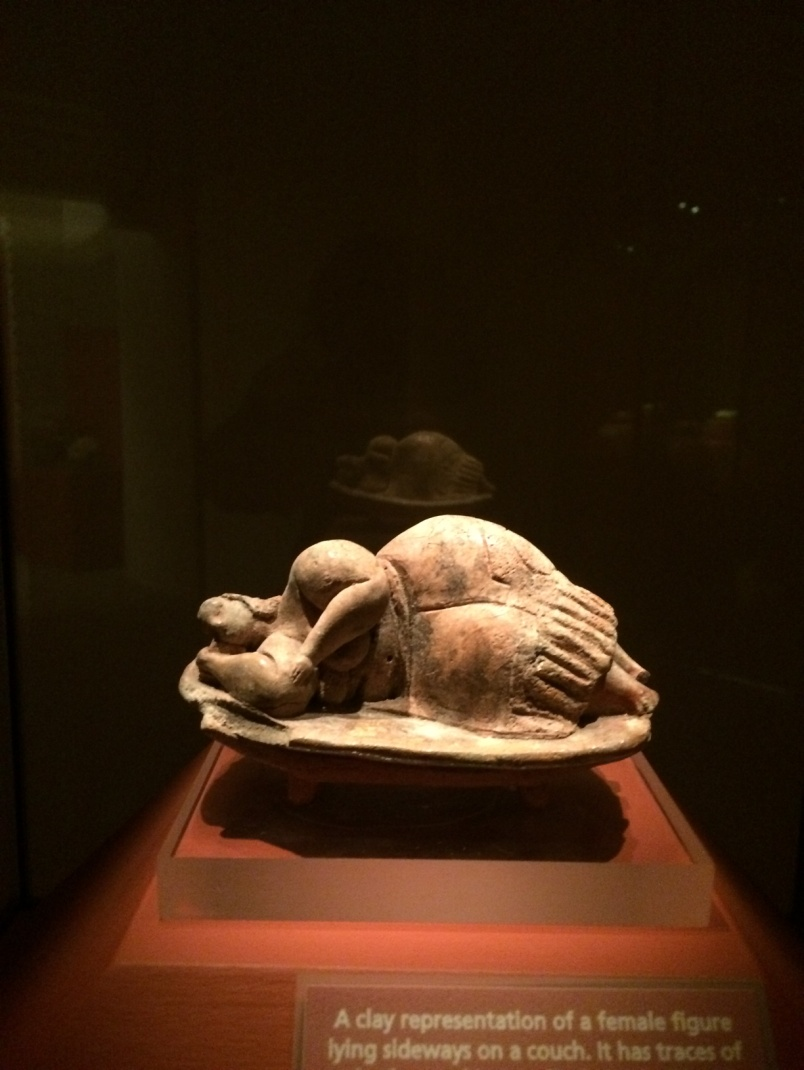 A clay representation of a female figure
lying sideways on a couch. It has traces of